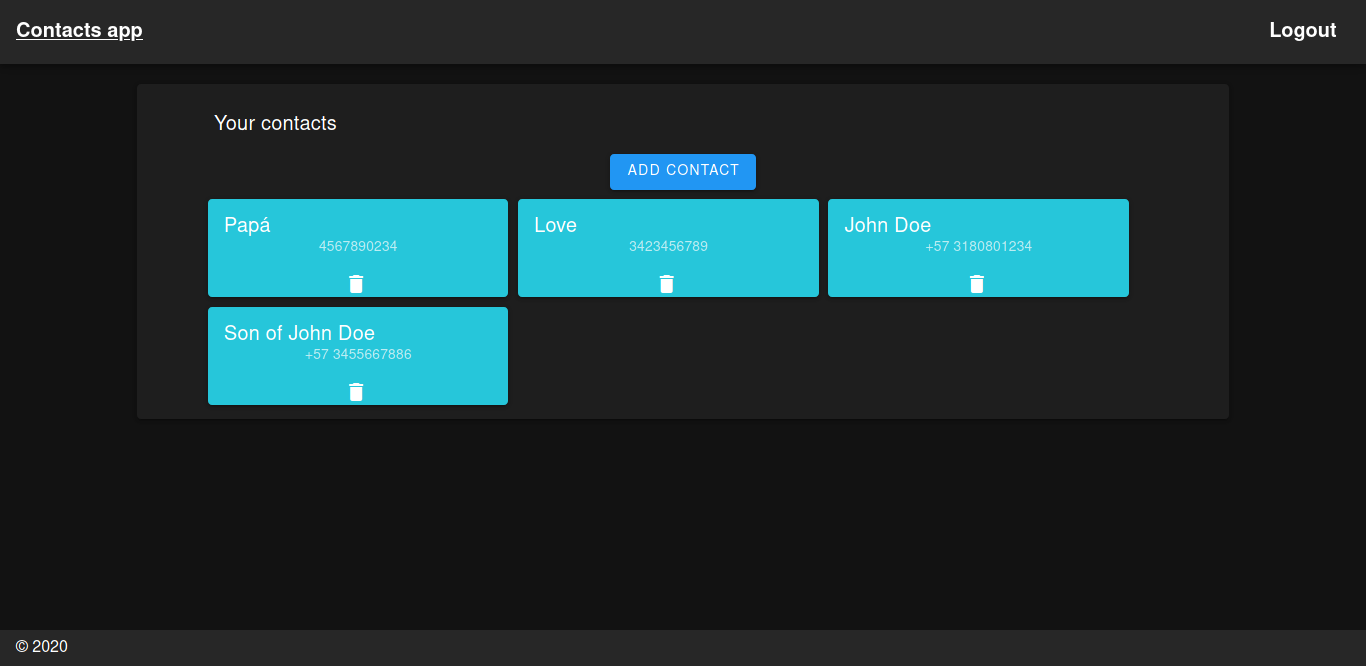 Contacts app
Logout
Your contacts
ADD CONTACT
Papá
4567890234
Love
3423456789
John Doe
+57 3180801234
Son of John Doe
+57 3455667886
© 2020